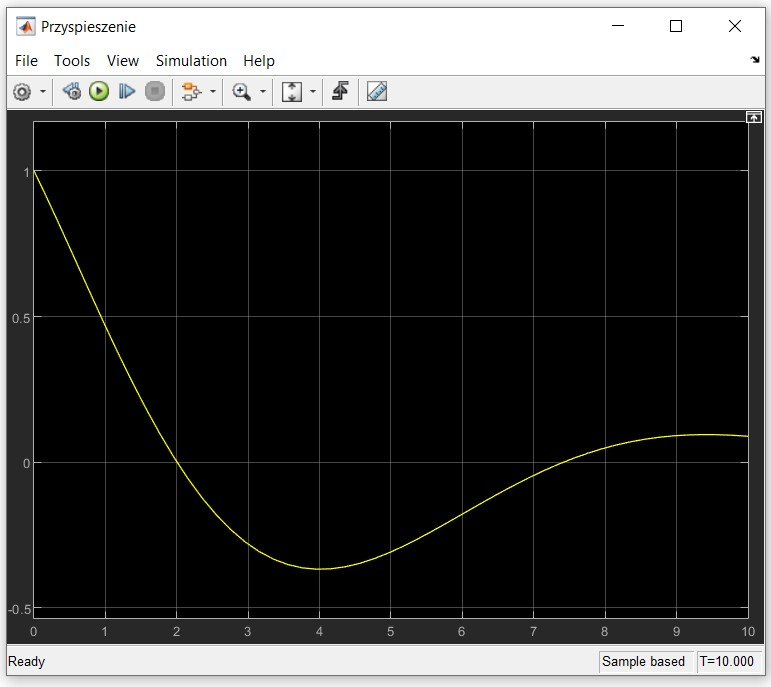 Przyspieszenie
File Tools View Simulation Help
1
0.5
0
-0.5
0 1 2 3 4 5 6 7 8 9 10
Ready Sample based T=10.000